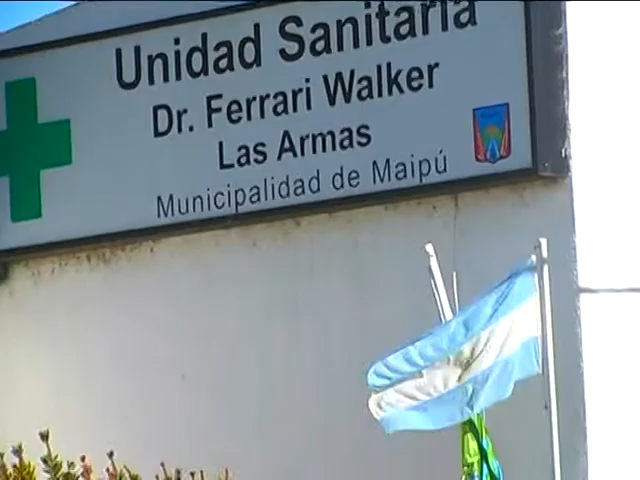 Unidad Sanitaria
Dr. Ferrari Walker
Las Armas
Municipalidad de Maipú